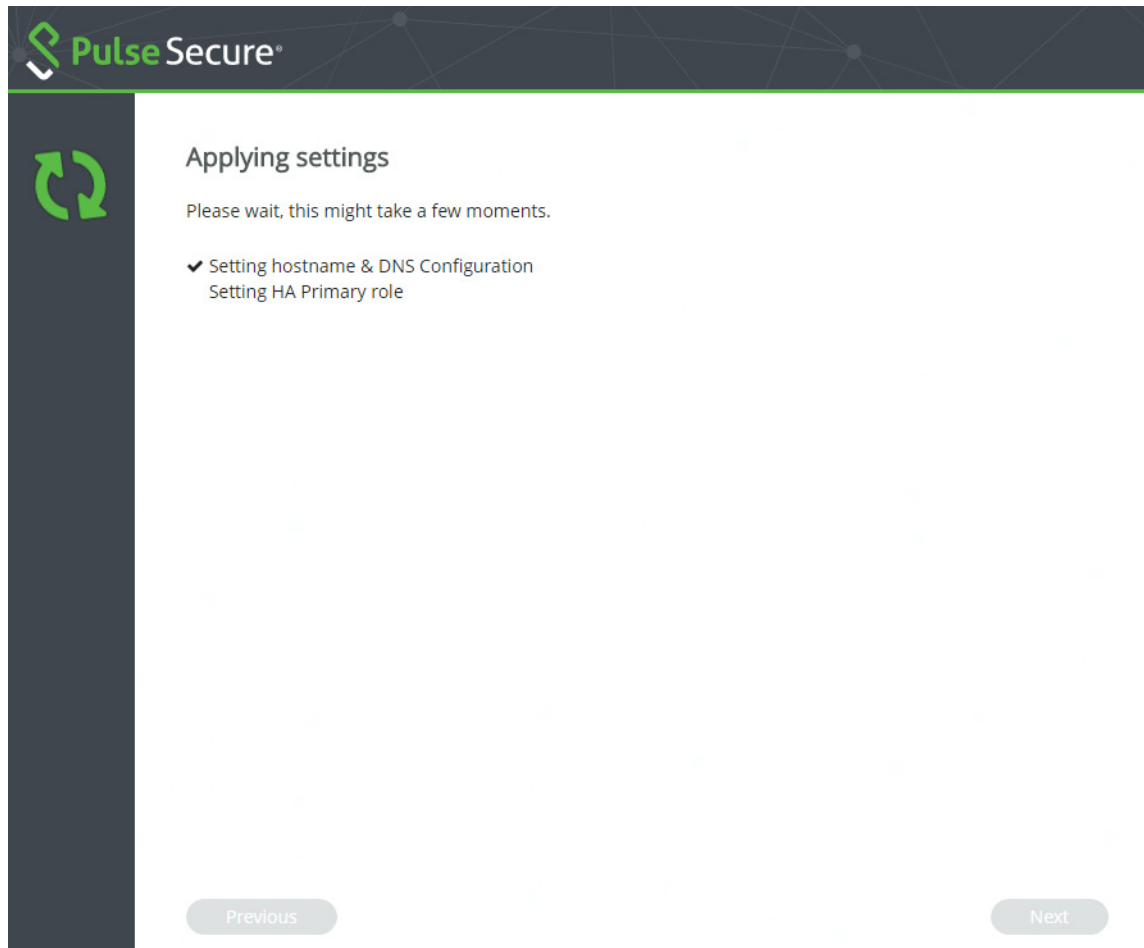 Pulse Secure®
Applying settings
Please wait, this might take a few moments.
✔ Setting hostname & DNS Configuration
Setting HA Primary role
Previous
Next